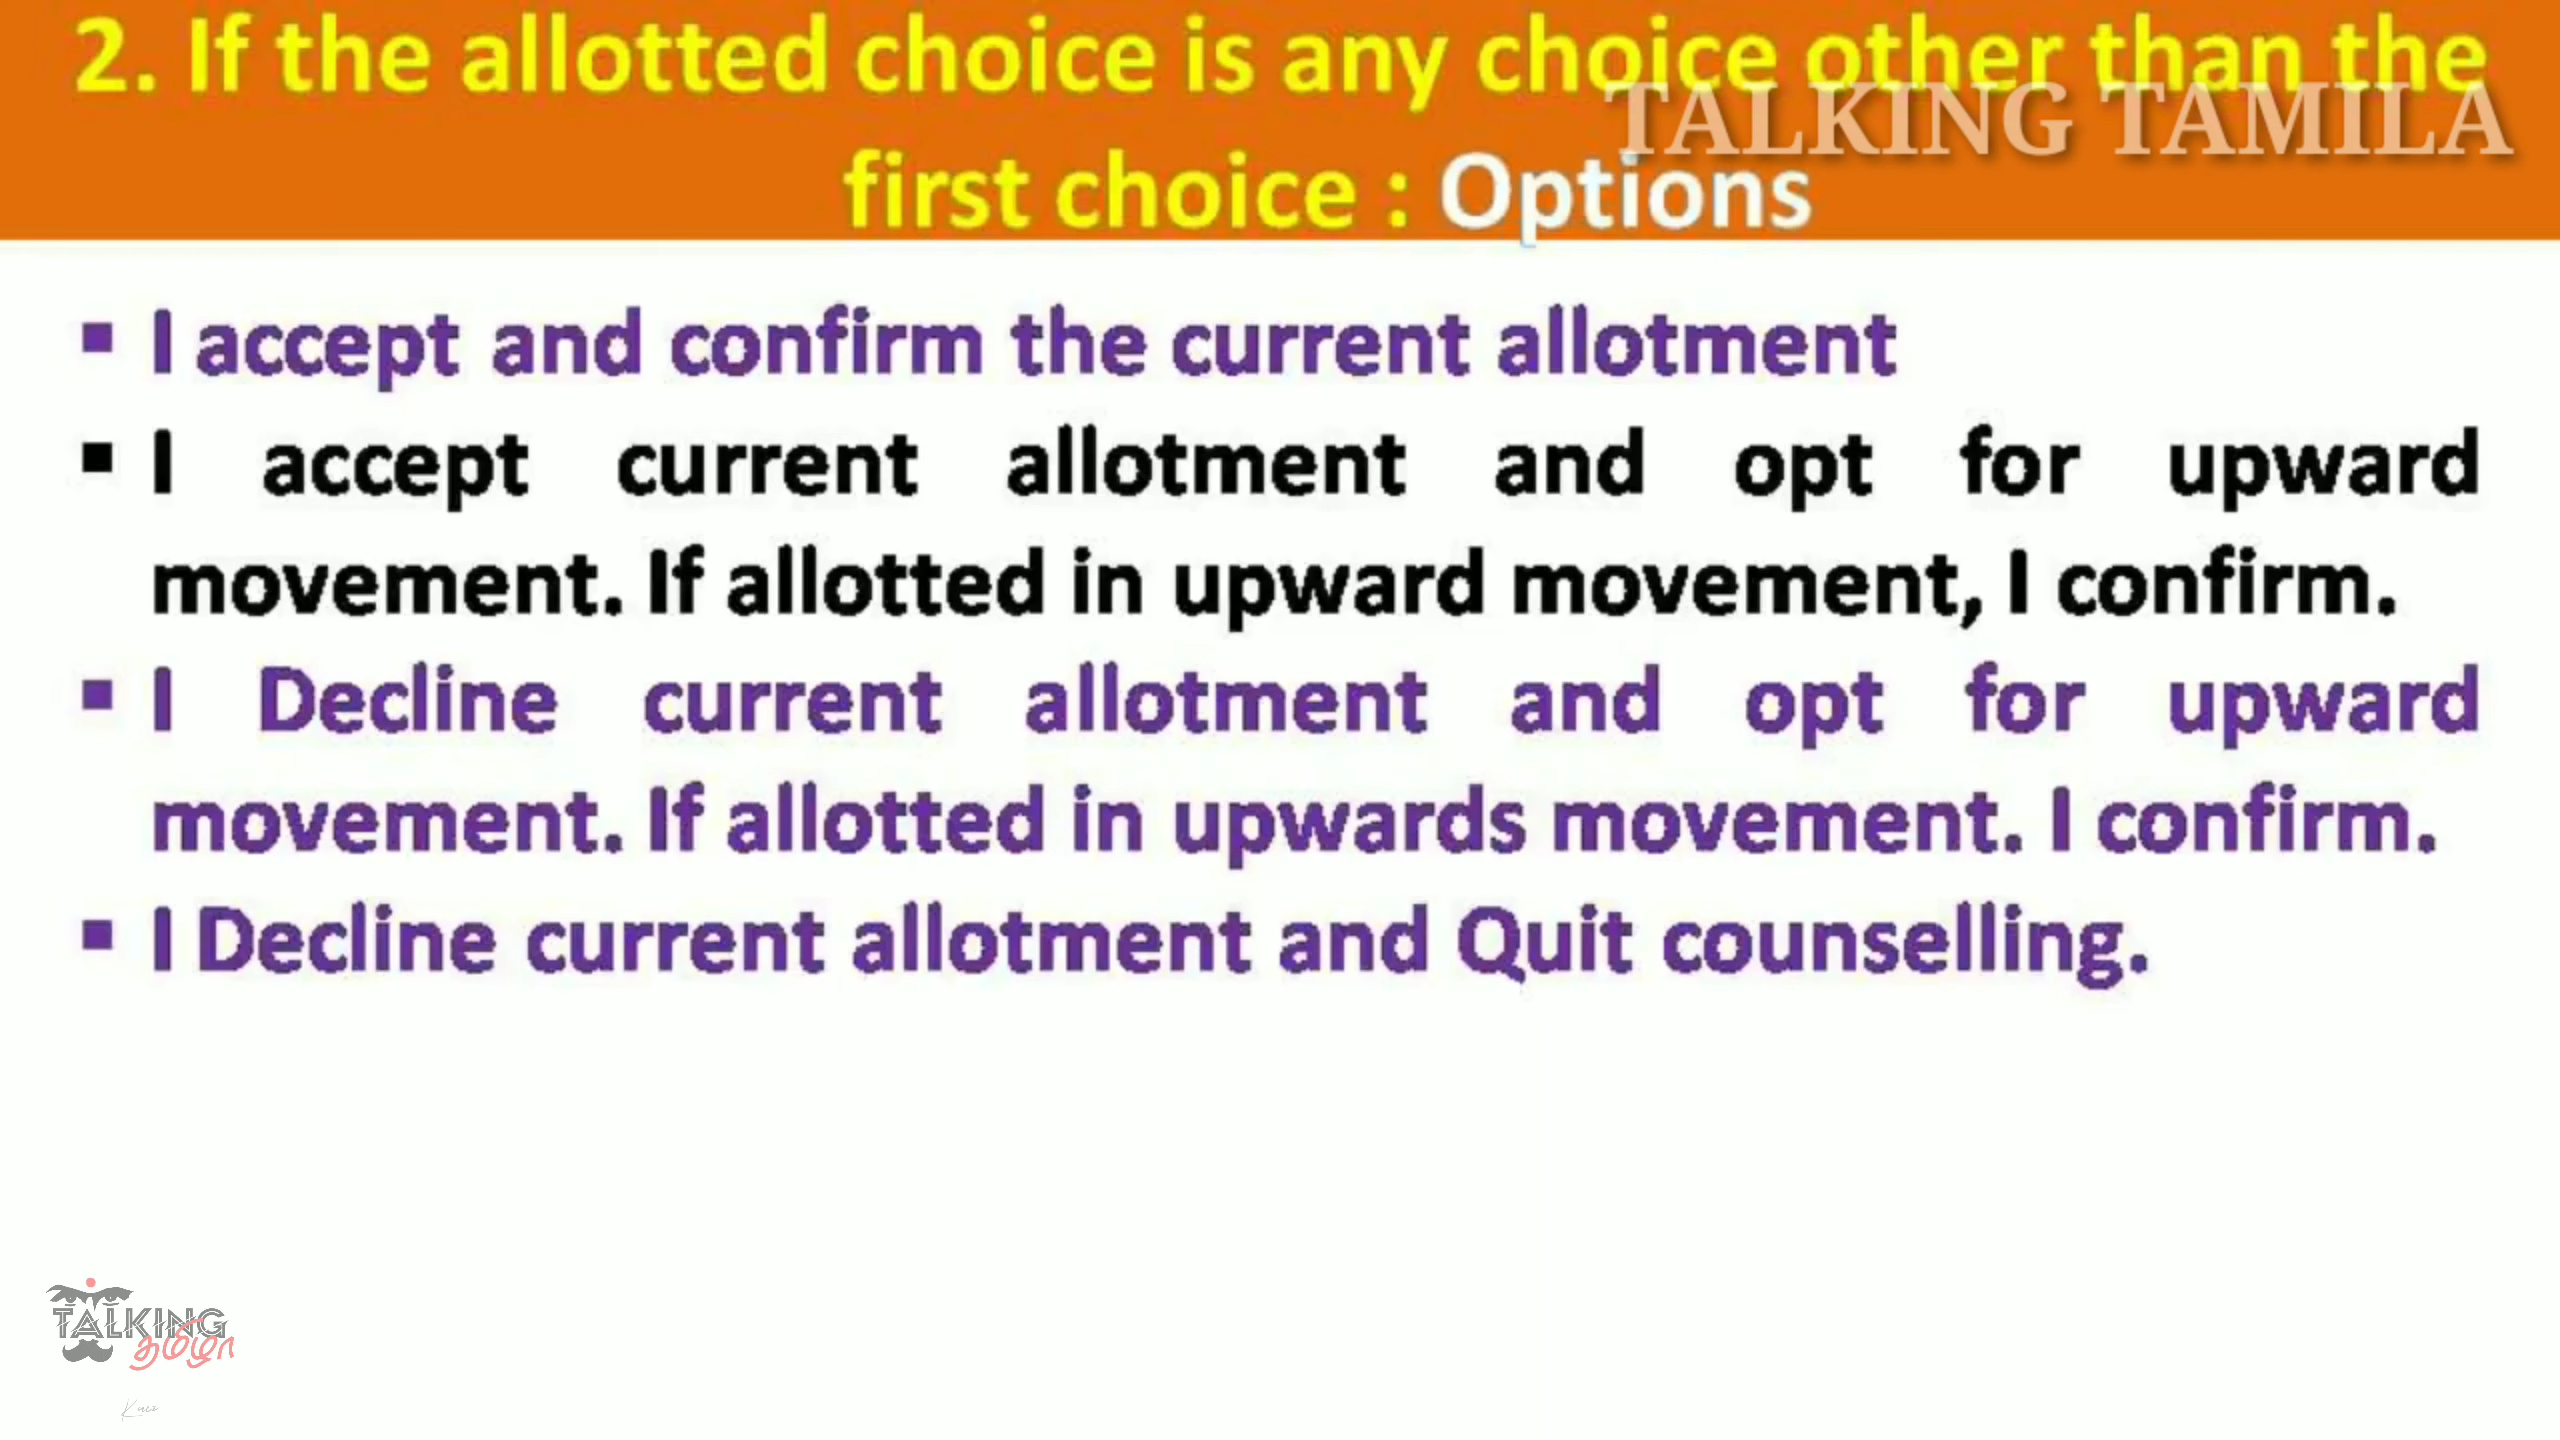 2. If the allotted choice is any choice other than the
TALKING TAMILA
first choice : Options
▪ I accept and confirm the current allotment
▪ I accept current allotment and opt for upward
movement. If allotted in upward movement, I confirm.
▪ I Decline current allotment and opt for upward
movement. If allotted in upwards movement. I confirm.
▪ I Decline current allotment and Quit counselling.
TALKING
தமிழா